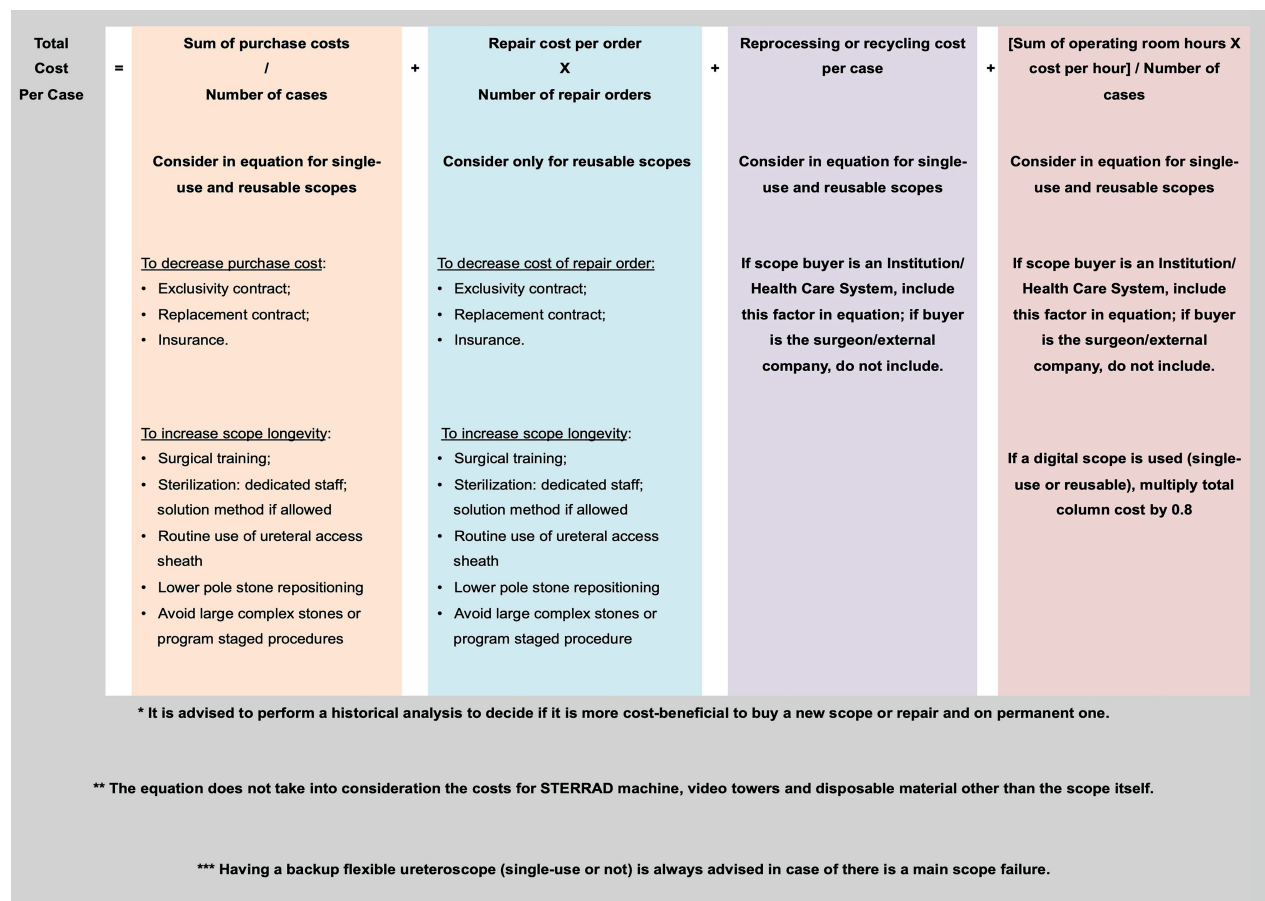 Total
Cost
Per Case
=
Sum of purchase costs
/
Number of cases
+
Repair cost per order
X
Number of repair orders
+
Reprocessing or recycling cost
per case
+
[Sum of operating room hours X
cost per hour] / Number of
cases
Consider in equation for single-
use and reusable scopes
Consider only for reusable scopes
Consider in equation for single-
use and reusable scopes
Consider in equation for single-
use and reusable scopes
To decrease purchase cost:
• Exclusivity contract;
• Replacement contract;
• Insurance.
To decrease cost of repair order:
• Exclusivity contract;
• Replacement contract;
• Insurance.
If scope buyer is an Institution/
Health Care System, include
this factor in equation; if buyer
is the surgeon/external
company, do not include.
If scope buyer is an Institution/
Health Care System, include
this factor in equation; if buyer
is the surgeon/external
company, do not include.
To increase scope longevity:
• Surgical training;
• Sterilization: dedicated staff;
solution method if allowed
• Routine use of ureteral access
sheath
• Lower pole stone repositioning
• Avoid large complex stones or
program staged procedures
To increase scope longevity:
• Surgical training;
• Sterilization: dedicated staff;
solution method if allowed
• Routine use of ureteral access
sheath
• Lower pole stone repositioning
• Avoid large complex stones or
program staged procedure
If a digital scope is used (single-
use or reusable), multiply total
column cost by 0.8
* It is advised to perform a historical analysis to decide if it is more cost-beneficial to buy a new scope or repair and on permanent one.
** The equation does not take into consideration the costs for STERRAD machine, video towers and disposable material other than the scope itself.
*** Having a backup flexible ureteroscope (single-use or not) is always advised in case of there is a main scope failure.